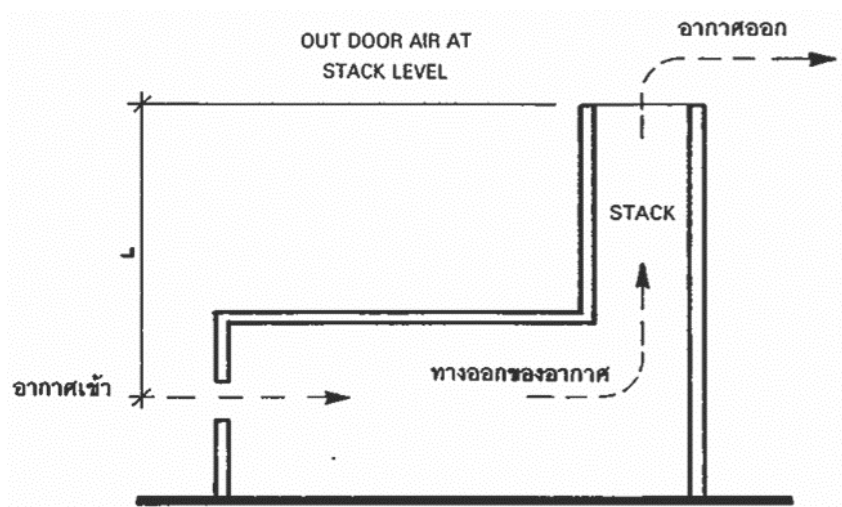 อากาศออก
OUT DOOR AIR AT
STACK LEVEL
STACK
L
ทางออกของอากาศ
อากาศเข้า